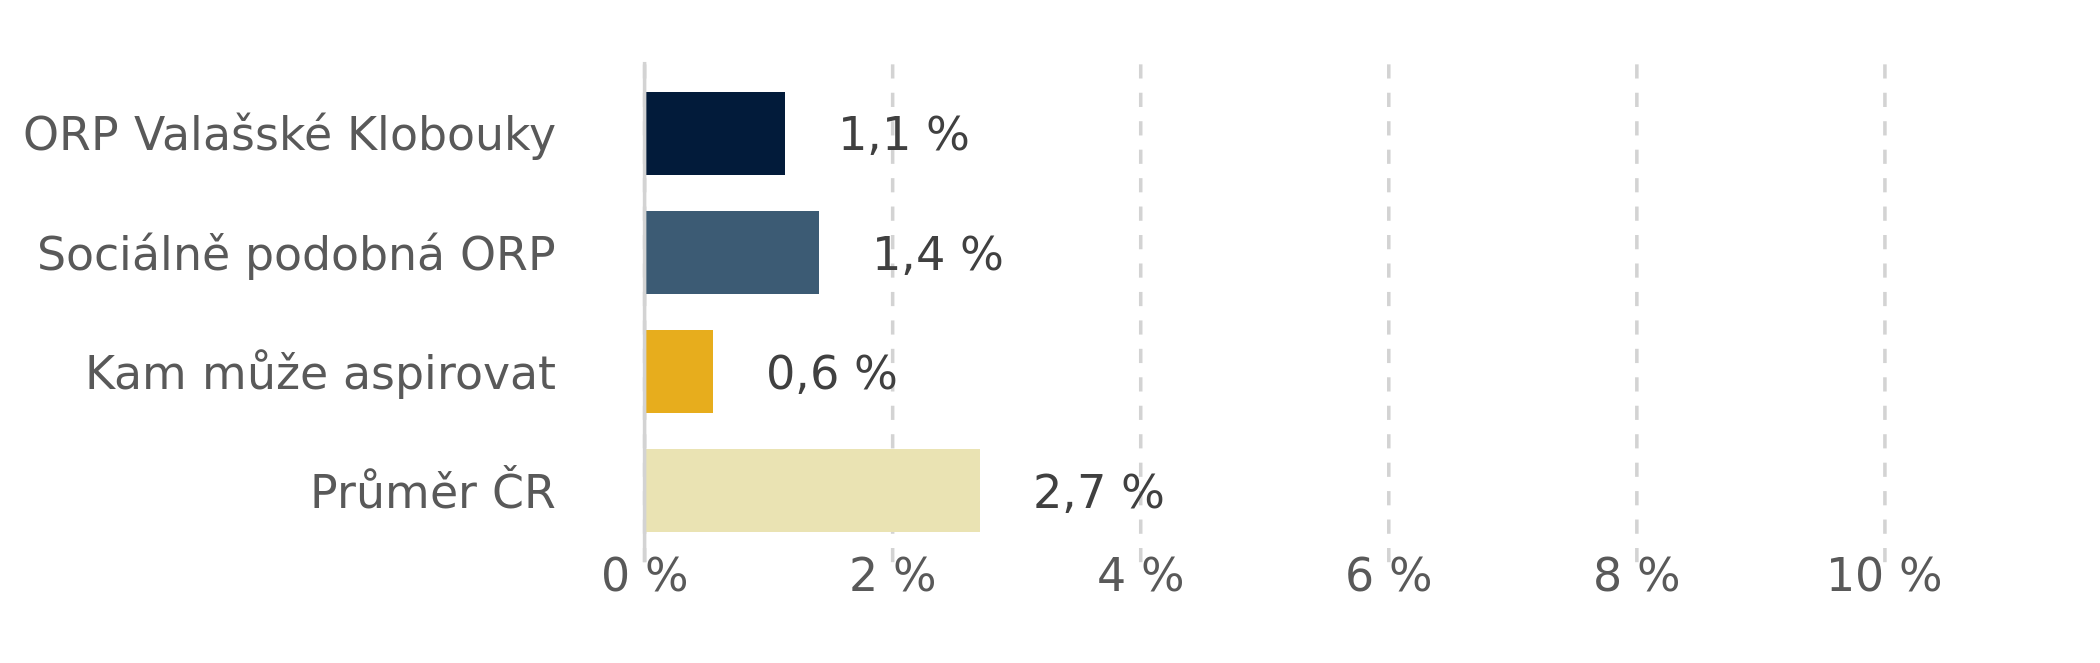 ORP Valašské Klobouky 1,1 %
Sociálně podobná ORP 1,4 %
Kam může aspirovat 0,6 %
Průměr ČR 2,7 %
0 % 2 % 4 % 6 % 8 % 10 %